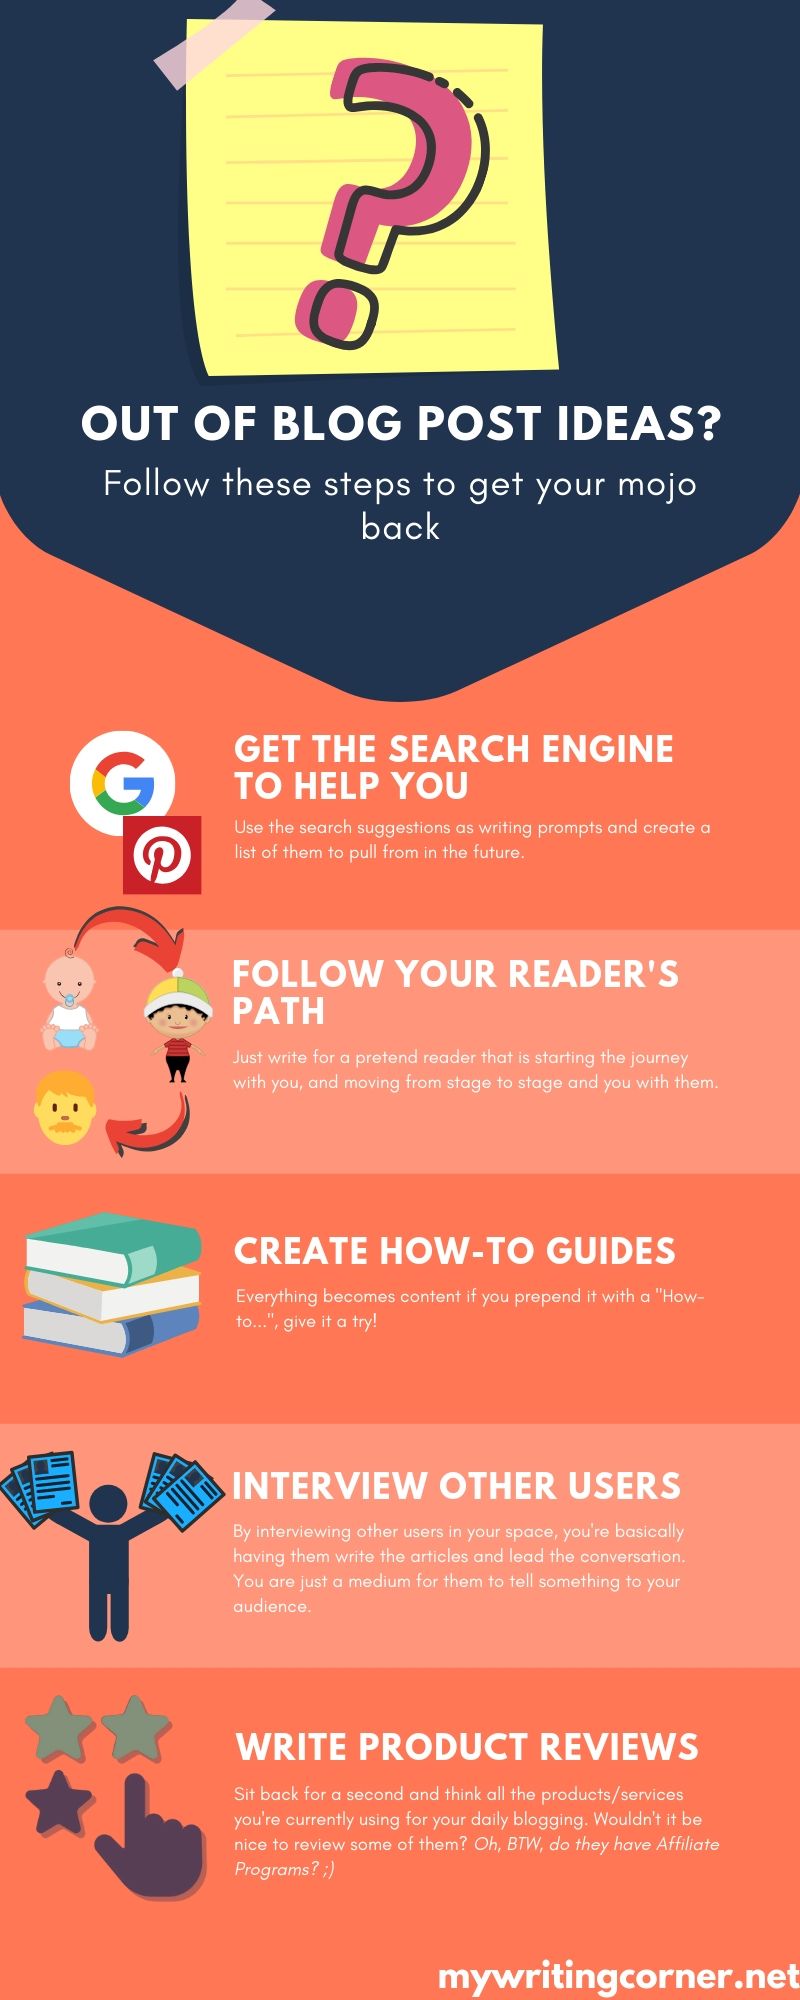 OUT OF BLOG POST IDEAS?
Follow these steps to get your mojo
back
GET THE SEARCH ENGINE
TO HELP YOU
Use the search suggestions as writing prompts and create a
list of them to pull from in the future.
FOLLOW YOUR READER'S
PATH
Just write for a pretend reader that is starting the journey
with you, and moving from stage to stage and you with them.
CREATE HOW-TO GUIDES
Everything becomes content if you prepend it with a "How-
to...", give it a try!
INTERVIEW OTHER USERS
By interviewing other users in your space, you're basically
having them write the articles and lead the conversation.
You are just a medium for them to tell something to your
audience.
WRITE PRODUCT REVIEWS
Sit back for a second and think all the products/services
you're currently using for your daily blogging. Wouldn't it be
nice to review some of them? Oh, BTW, do they have Affiliate
Programs? ;)
mywritingcorner.net